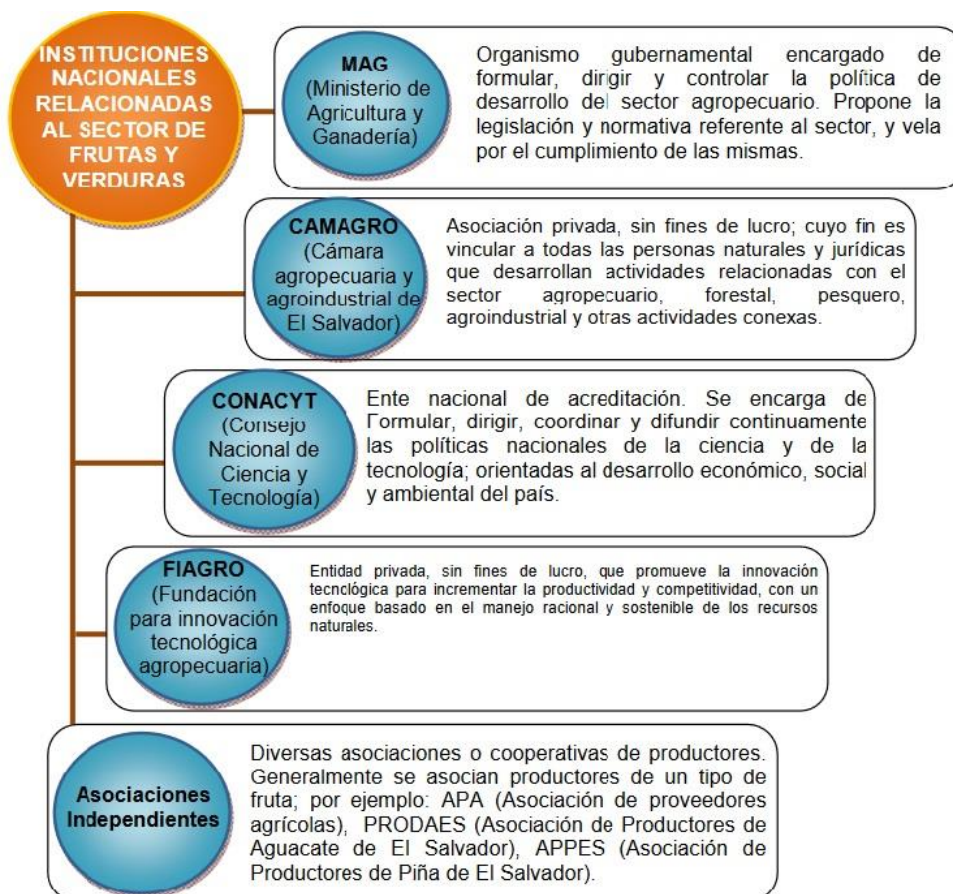 INSTITUCIONES
NACIONALES
RELACIONADAS
AL SECTOR DE
FRUTAS Y
VERDURAS
MAG
(Ministerio de
Agricultura y
Ganadería)
Organismo gubernamental encargado de
formular, dirigir y controlar la política de
desarrollo del sector agropecuario. Propone la
legislación y normativa referente al sector, y vela
por el cumplimiento de las mismas.
CAMAGRO
(Cámara
agropecuaria y
agroindustrial de
El Salvador)
Asociación privada, sin fines de lucro; cuyo fin es
vincular a todas las personas naturales y jurídicas
que desarrollan actividades relacionadas con el
sector agropecuario, forestal, pesquero,
agroindustrial y otras actividades conexas.
CONACYT
(Consejo
Nacional de
Ciencia y
Tecnología)
Ente nacional de acreditación. Se encarga de
Formular, dirigir, coordinar y difundir continuamente
las políticas nacionales de la ciencia y de la
tecnología; orientadas al desarrollo económico, social
y ambiental del país.
FIAGRO
(Fundación
para innovación
tecnológica
agropecuaria)
Entidad privada, sin fines de lucro, que promueve la innovación
tecnológica para incrementar la productividad y competitividad, con un
enfoque basado en el manejo racional y sostenible de los recursos
naturales.
Asociaciones
Independientes
Diversas asociaciones o cooperativas de productores.
Generalmente se asocian productores de un tipo de
fruta; por ejemplo: APA (Asociación de proveedores
agrícolas), PRODAES (Asociación de Productores de
Aguacate de El Salvador), APPES (Asociación de
Productores de Piña de El Salvador).